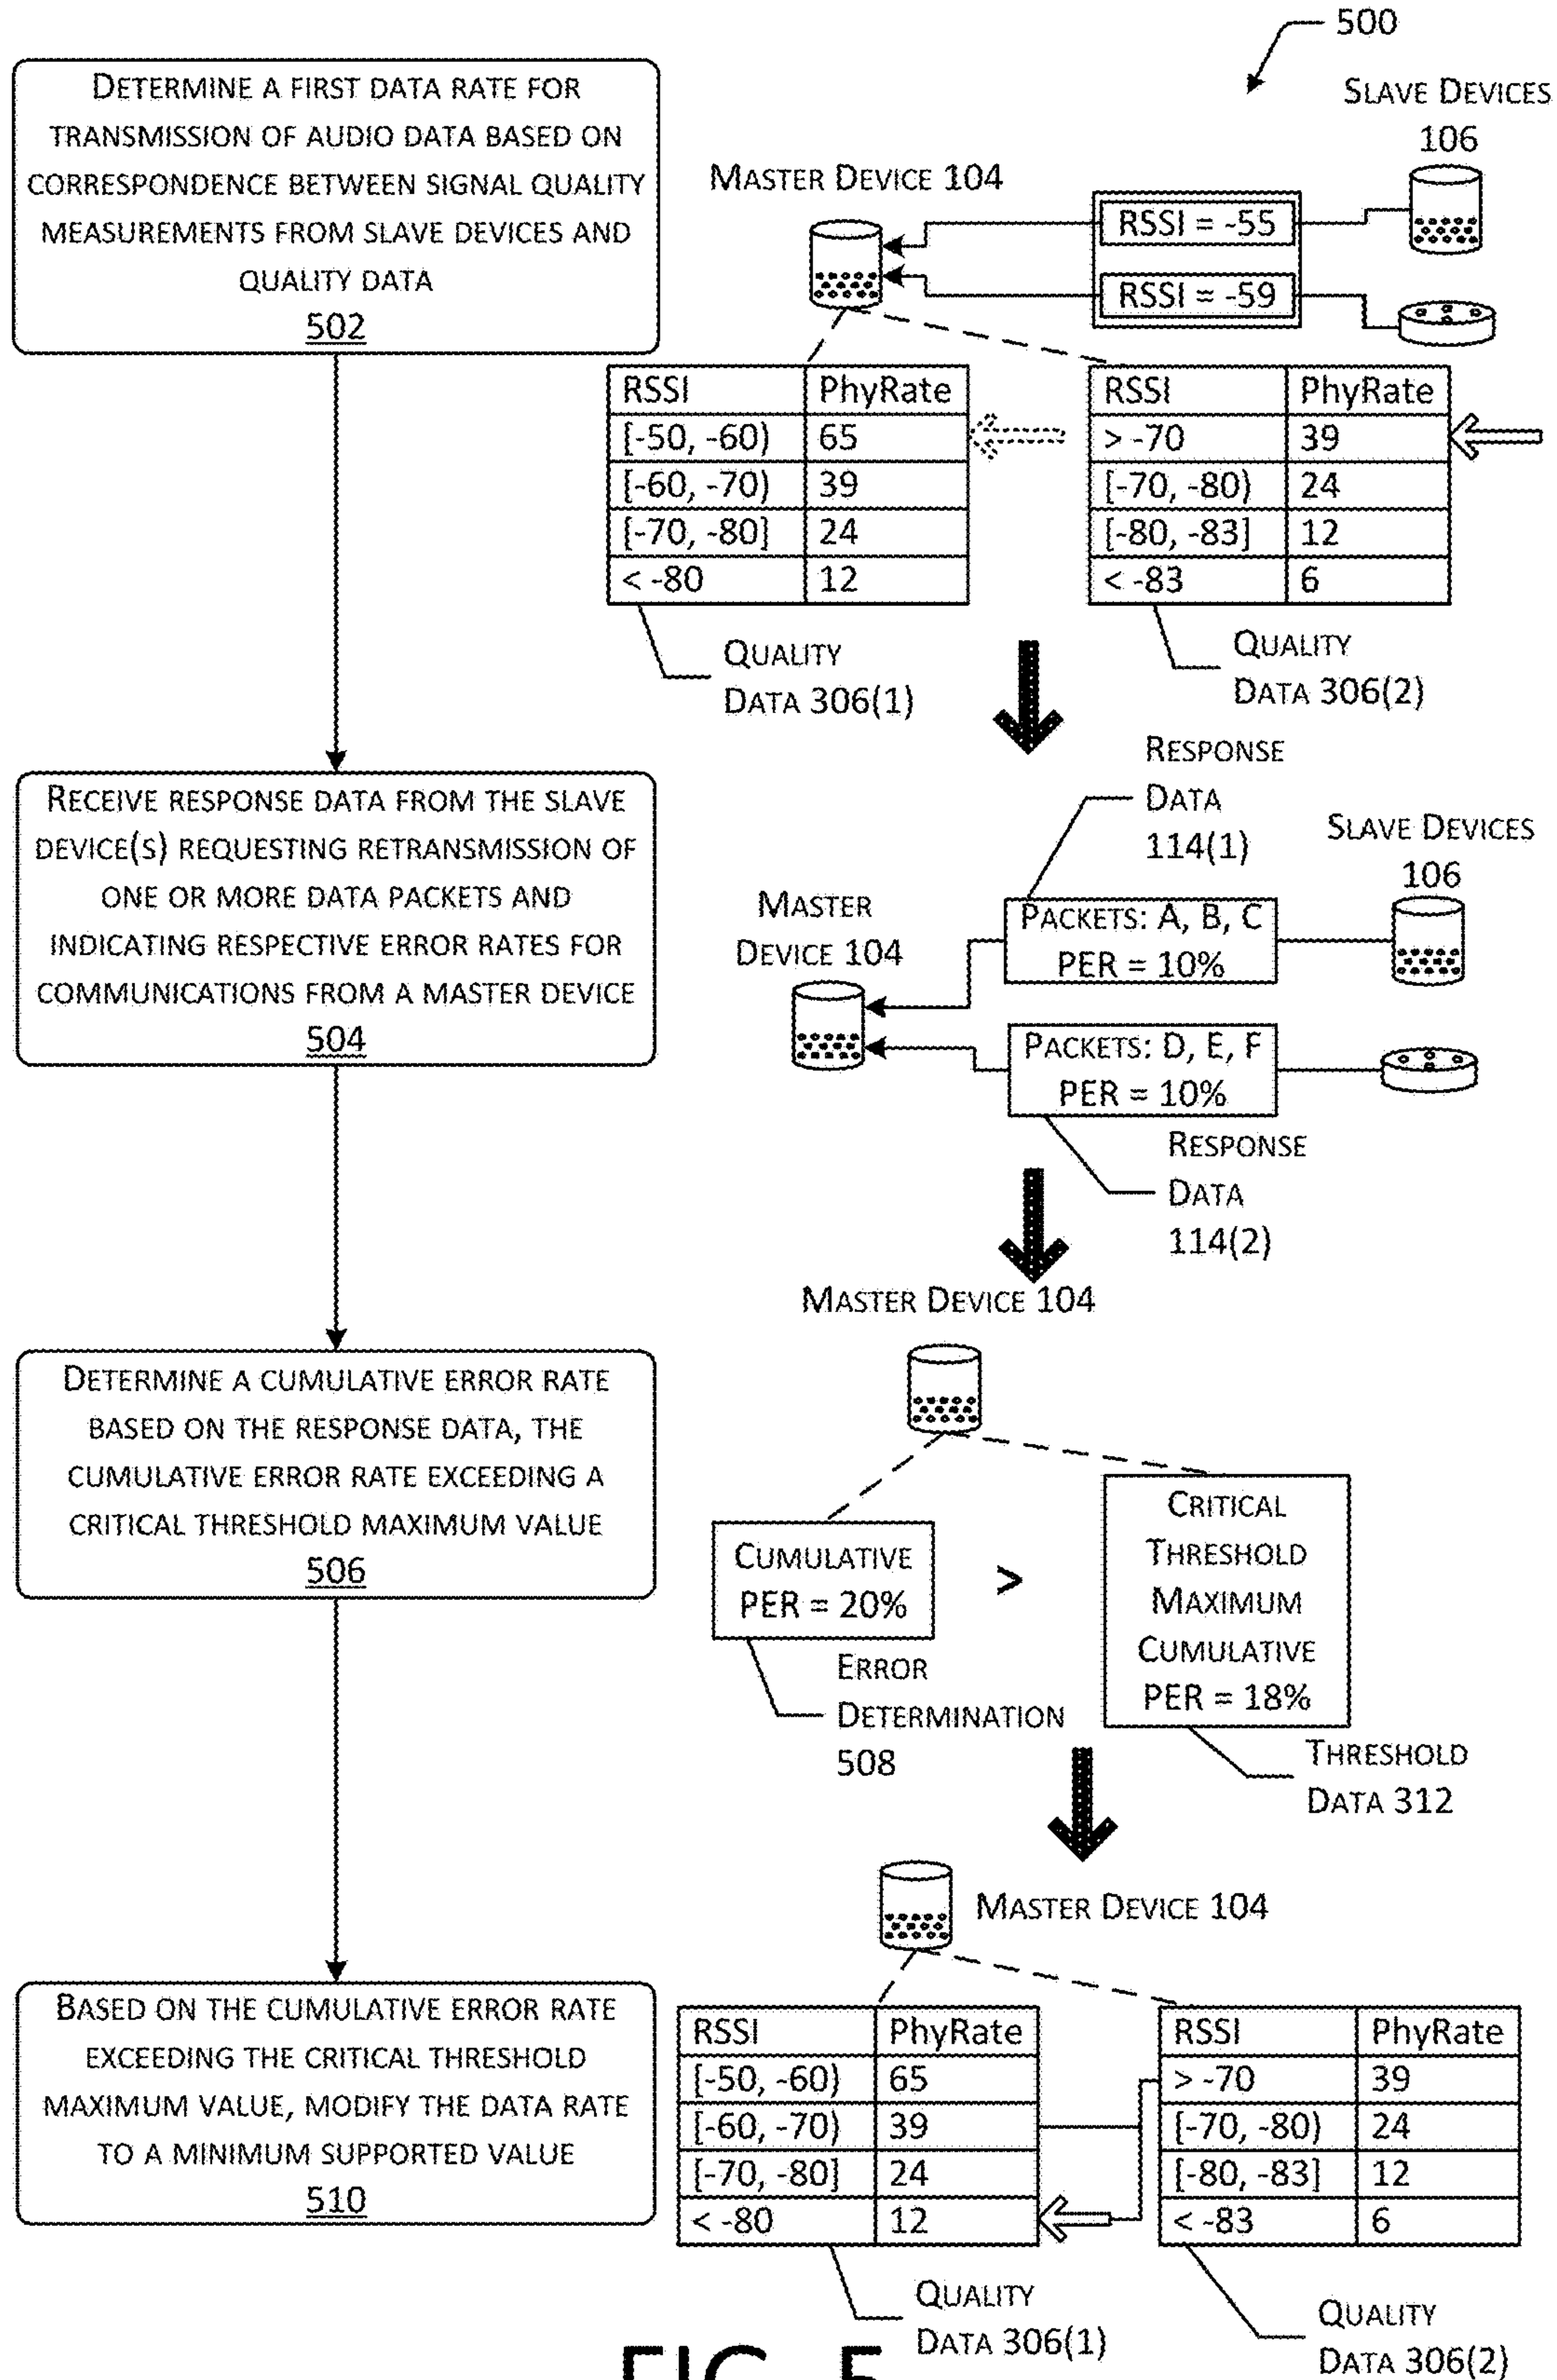 500
DETERMINE A FIRST DATA RATE FOR
TRANSMISSION OF AUDIO DATA BASED ON
CORRESPONDENCE BETWEEN SIGNAL QUALITY
MEASUREMENTS FROM SLAVE DEVICES AND
QUALITY DATA
502
SLAVE DEVICES
106
MASTER DEVICE 104
RSSI = -55
RSSI = -59
RSSI PhyRate
[-50, -60) 65
[-60, -70) 39
[-70, -80] 24
< -80 12
RSSI PhyRate
> -70 39
[-70, -80) 24
[-80, -83] 12
< -83 6
QUALITY
DATA 306(1)
QUALITY
DATA 306(2)
RECEIVE RESPONSE DATA FROM THE SLAVE
DEVICE(S) REQUESTING RETRANSMISSION OF
ONE OR MORE DATA PACKETS AND
INDICATING RESPECTIVE ERROR RATES FOR
COMMUNICATIONS FROM A MASTER DEVICE
504
RESPONSE
DATA
114(1)
SLAVE DEVICES
106
MASTER
DEVICE 104
PACKETS: A, B, C
PER = 10%
PACKETS: D, E, F
PER = 10%
RESPONSE
DATA
114(2)
DETERMINE A CUMULATIVE ERROR RATE
BASED ON THE RESPONSE DATA, THE
CUMULATIVE ERROR RATE EXCEEDING A
CRITICAL THRESHOLD MAXIMUM VALUE
506
MASTER DEVICE 104
CUMULATIVE
PER = 20%
>
CRITICAL
THRESHOLD
MAXIMUM
CUMULATIVE
PER = 18%
ERROR
DETERMINATION
508
THRESHOLD
DATA 312
BASED ON THE CUMULATIVE ERROR RATE
EXCEEDING THE CRITICAL THRESHOLD
MAXIMUM VALUE, MODIFY THE DATA RATE
TO A MINIMUM SUPPORTED VALUE
510
MASTER DEVICE 104
RSSI PhyRate
[-50, -60) 65
[-60, -70) 39
[-70, -80] 24
< -80 12
RSSI PhyRate
> -70 39
[-70, -80) 24
[-80, -83] 12
< -83 6
QUALITY
DATA 306(1)
QUALITY
DATA 306(2)
FIG. 5